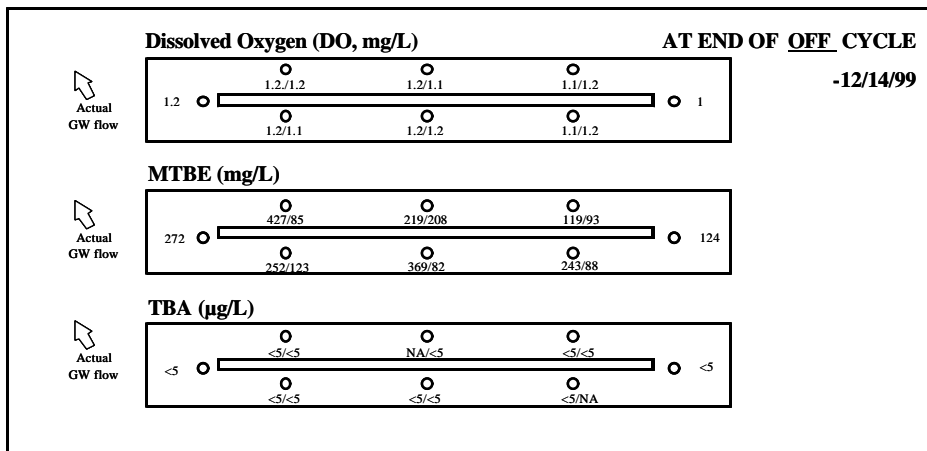 Dissolved Oxygen (DO, mg/L)
AT END OF OFF CYCLE
-12/14/99
Actual
GW flow
1.2./1.2 1.2/1.1 1.1/1.2
1.2 1
1.2/1.1 1.2/1.2 1.1/1.2
MTBE (mg/L)
Actual
GW flow
427/85 219/208 119/93
272 124
252/123 369/82 243/88
TBA (µg/L)
Actual
GW flow
<5/<5 NA/<5 <5/<5
<5 <5
<5/<5 <5/<5 <5/NA